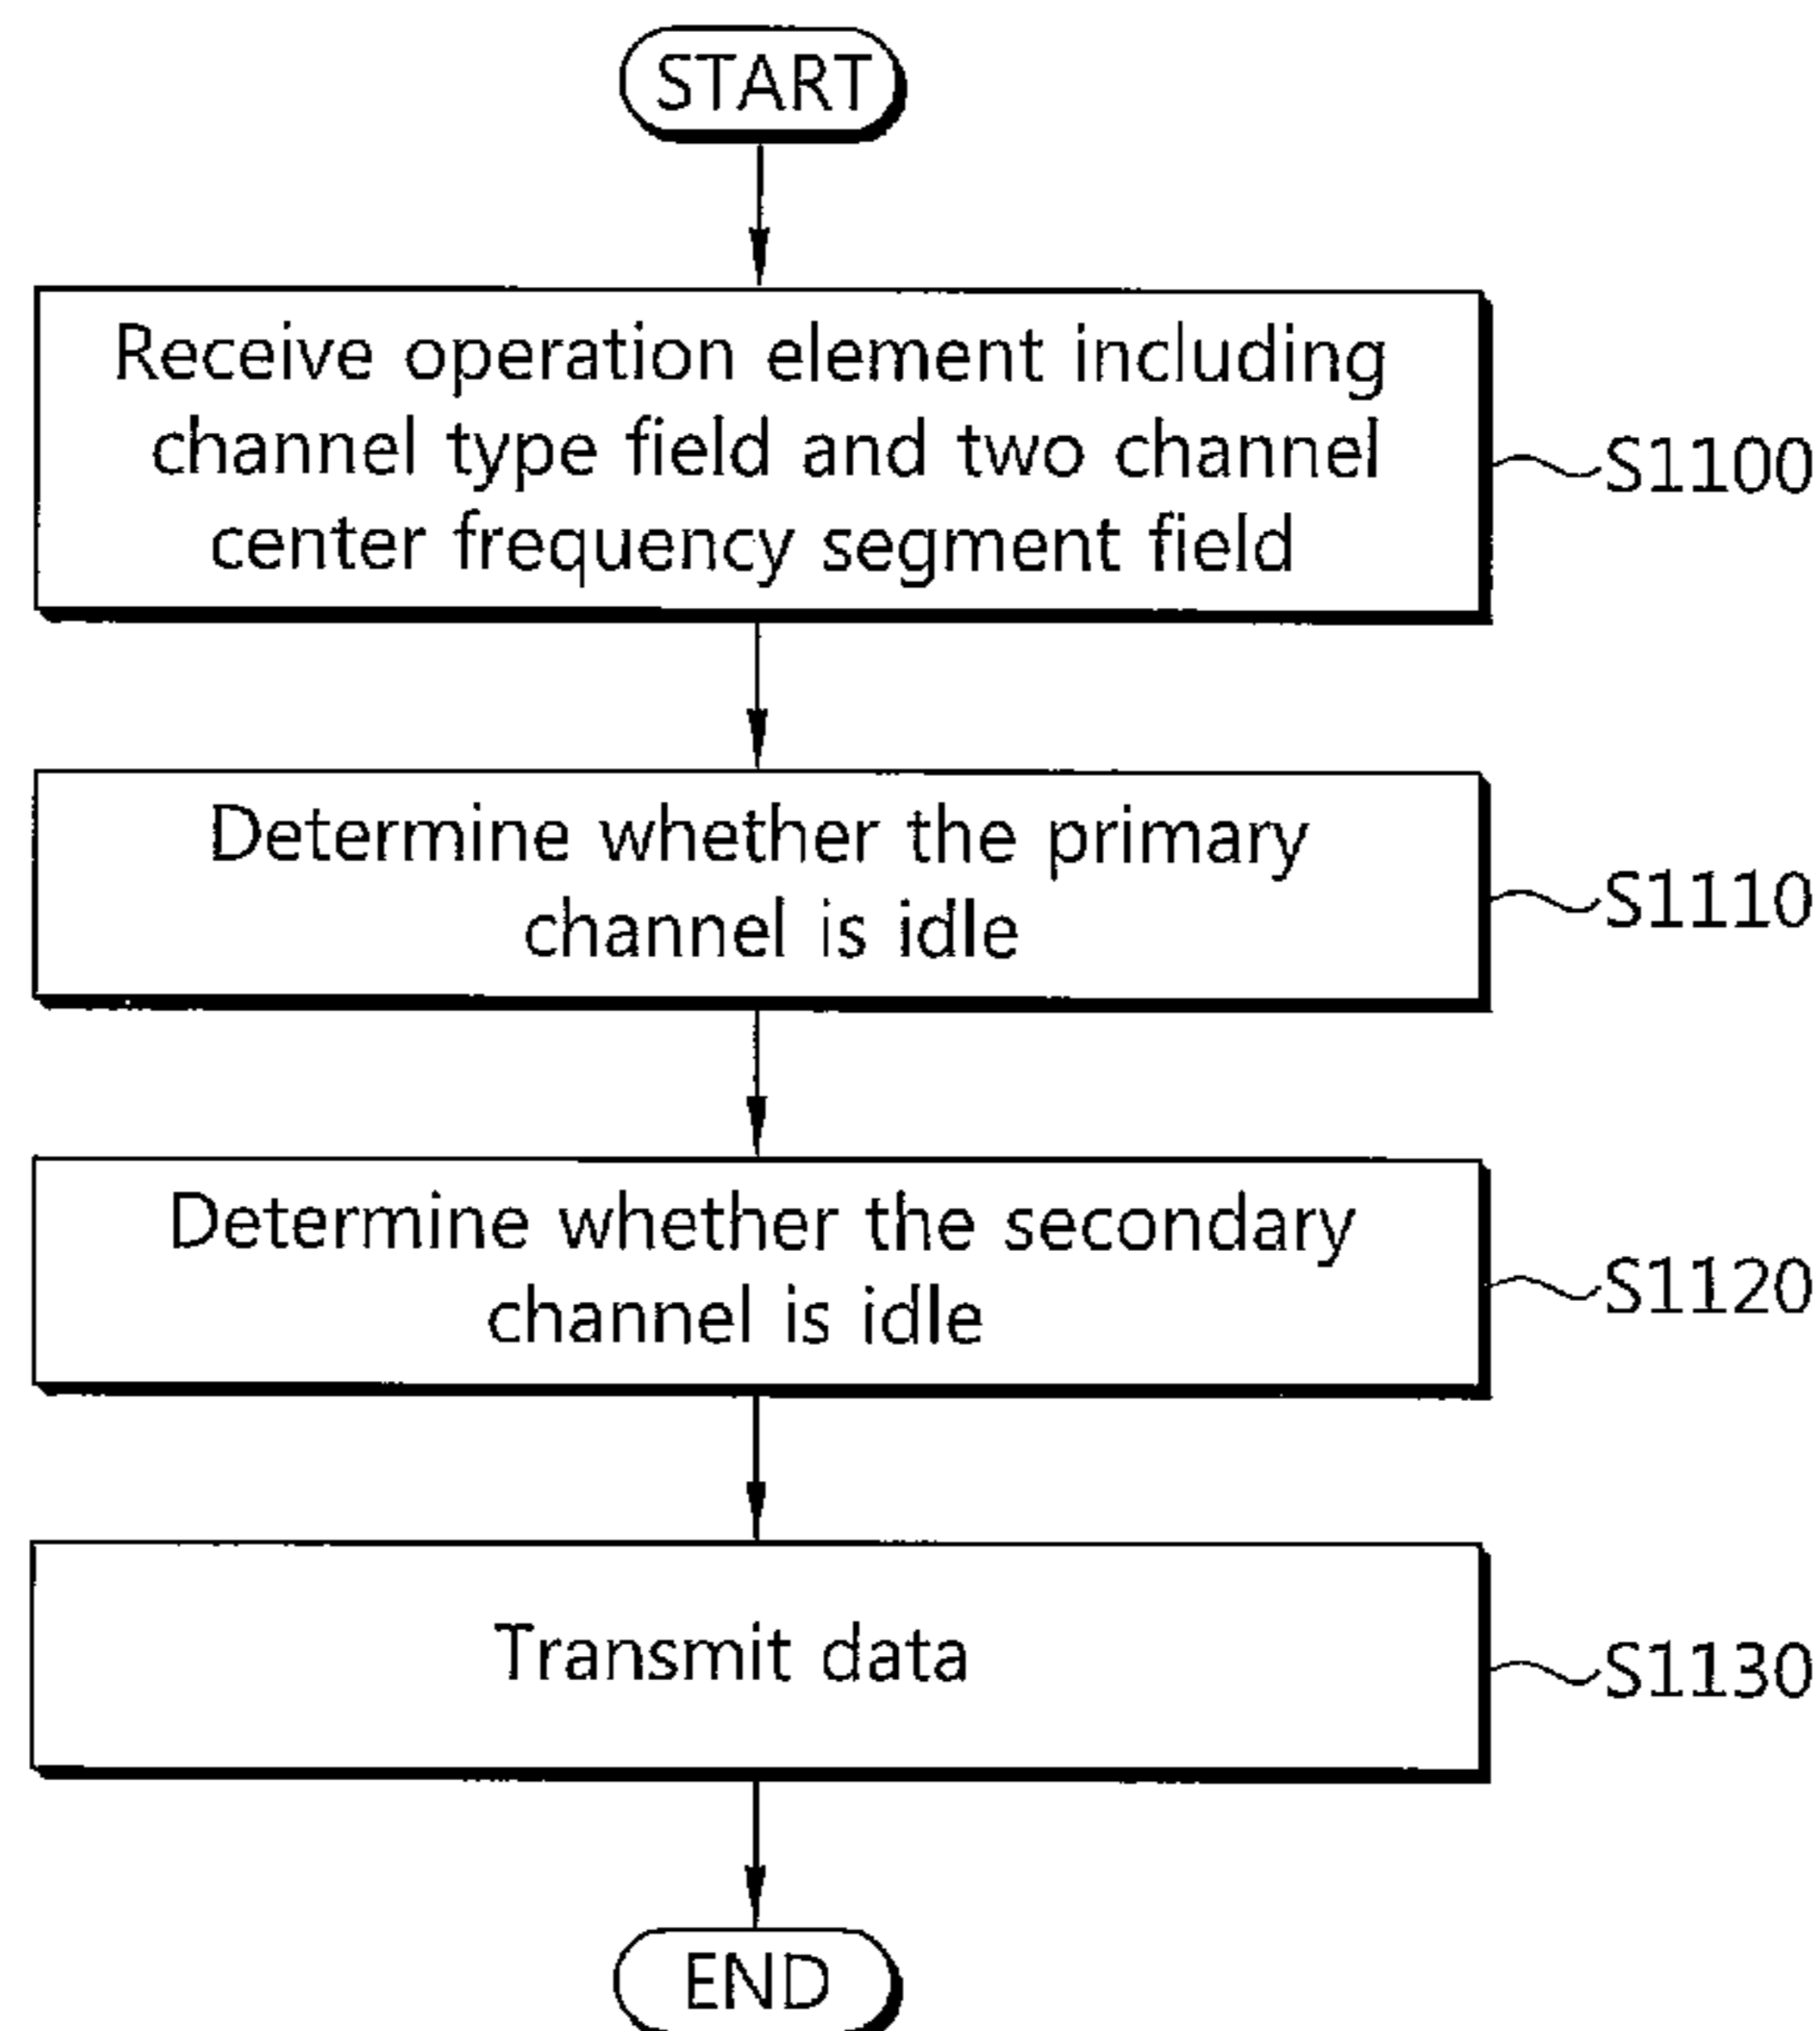 START
Receive operation element including
channel type field and two channel
center frequency segment field
S1100
Determine whether the primary
channel is idle
S1110
Determine whether the secondary
channel is idle
S1120
Transmit data
S1130
END